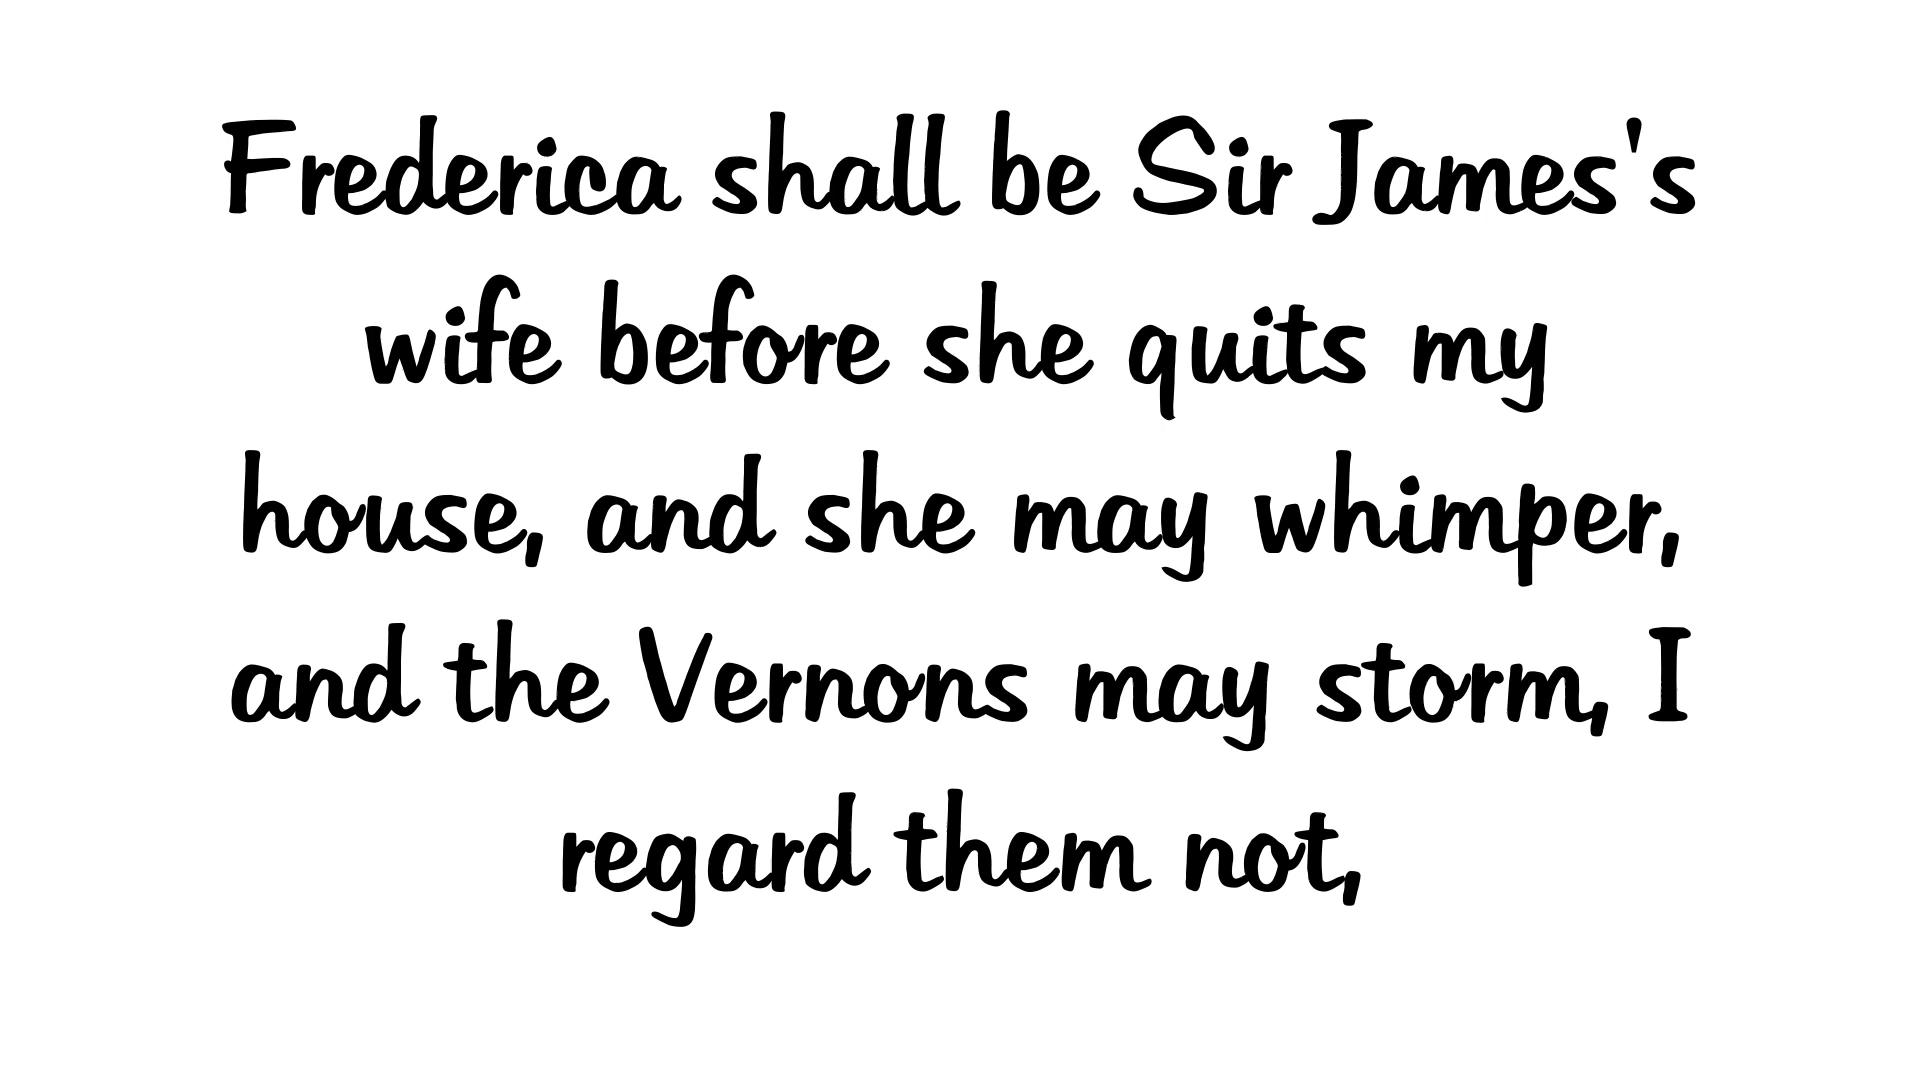 Frederica shall be Sir James's
wife before she quits my
house, and she may whimper,
and the Vernons may storm, I
regard them not,